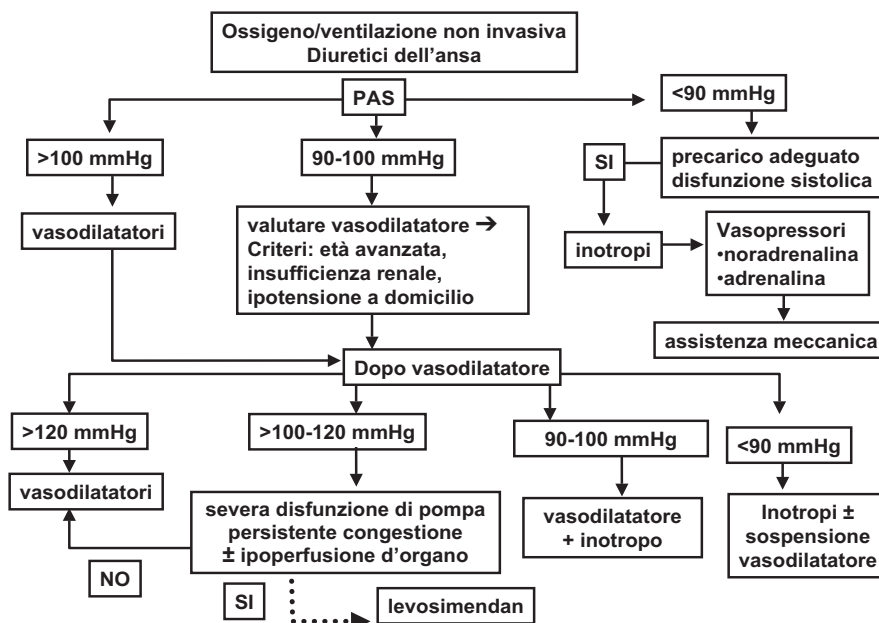 Ossigeno/ventilazione non invasiva
Diuretici dell'ansa
PAS
<90 mmHg
>100 mmHg
90-100 mmHg
SI
precarico adeguato
disfunzione sistolica
vasodilatatori
valutare vasodilatatore →
Criteri: età avanzata,
insufficienza renale,
ipotensione a domicilio
inotropi
Vasopressori
•noradrenalina
•adrenalina
assistenza meccanica
Dopo vasodilatatore
>120 mmHg
>100-120 mmHg
90-100 mmHg
<90 mmHg
vasodilatatori
severa disfunzione di pompa
persistente congestione
± ipoperfusione d'organo
vasodilatatore
+ inotropo
Inotropi ±
sospensione
vasodilatatore
NO
SI
levosimendan